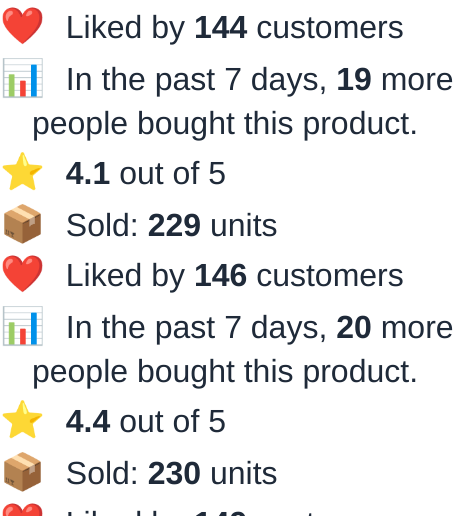 ❤️ Liked by 144 customers
📊 In the past 7 days, 19 more
people bought this product.
⭐ 4.1 out of 5
📦 Sold: 229 units
❤️ Liked by 146 customers
📊 In the past 7 days, 20 more
people bought this product.
⭐ 4.4 out of 5
📦 Sold: 230 units